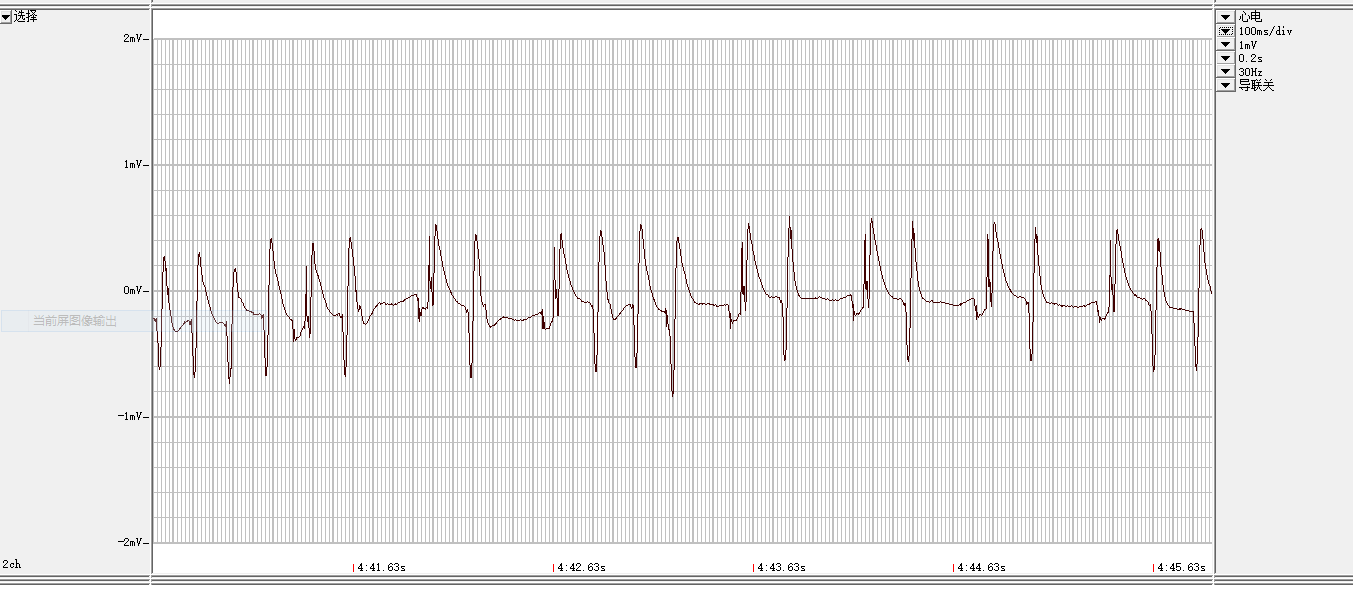 选择
心电
100ms/div
1mV
0.2s
30Hz
导联关
2mV
1mV
0mV
当前屏图像输出
-1mV
-2mV
2ch
4:41.63s
4:42.63s
4:43.63s
4:44.63s
4:45.63s